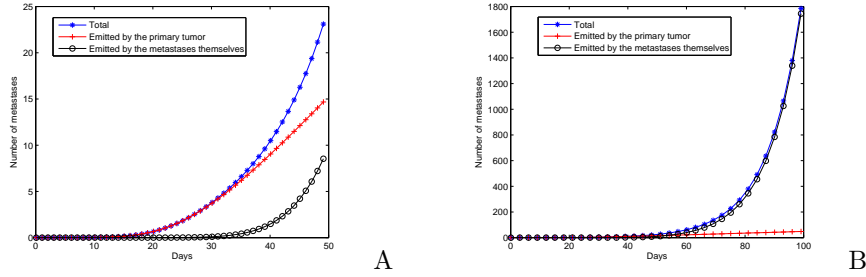 25
20
15
10
5
0
Number of metastases
Total
Emitted by the primary tumor
Emitted by the metastases themselves
0 10 20 30 40 50
Days
A
1800
1600
1400
1200
1000
800
600
400
200
0
Number of metastases
Total
Emitted by the primary tumor
Emitted by the metastases themselves
0 20 40 60 80 100
Days
B